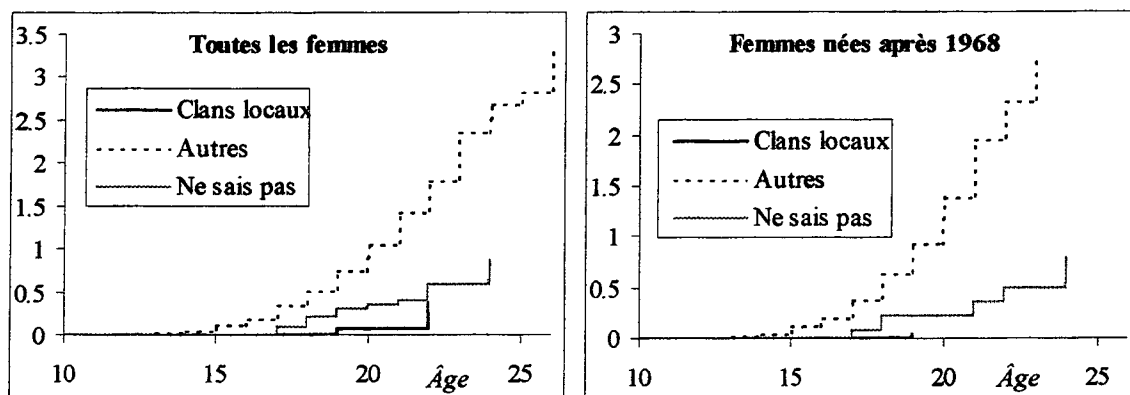 Toutes les femmes
3.5
3
2.5
2
1.5
1
0.5
0
Clans locaux
Autres
Ne sais pas
10 15 20 Âge 25
Femmes nées après 1968
3
2.5
2
1.5
1
0.5
0
Clans locaux
Autres
Ne sais pas
10 15 20 Âge 25